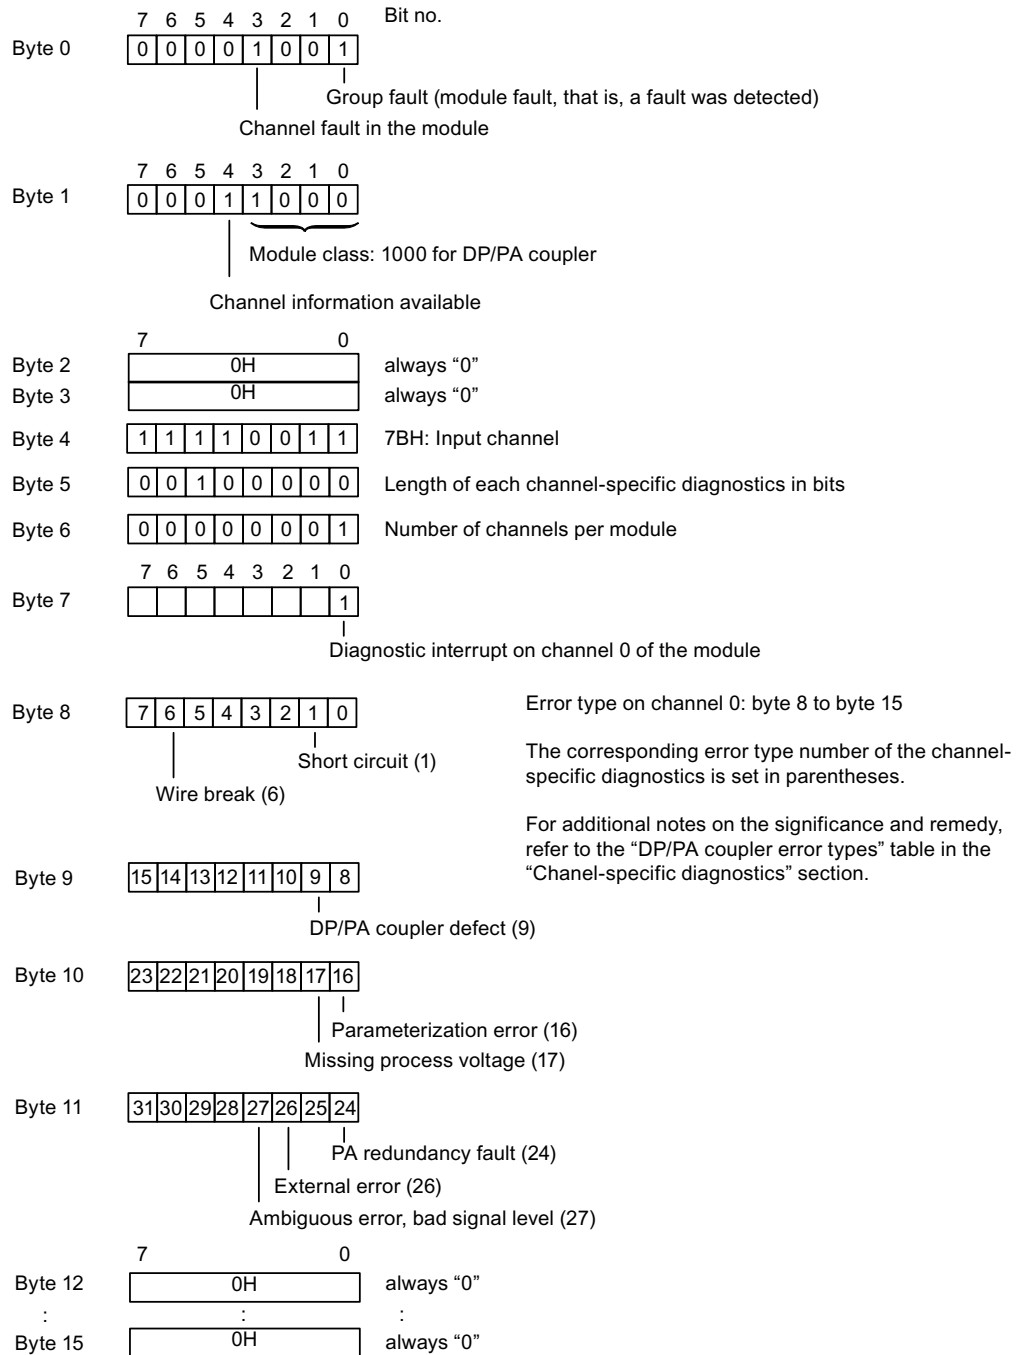 7 6 5 4 3 2 1 0 Bit no.
Byte 0 0 0 0 0 1 0 0 1
Group fault (module fault, that is, a fault was detected)
Channel fault in the module
7 6 5 4 3 2 1 0
Byte 1 0 0 0 1 1 0 0 0
Module class: 1000 for DP/PA coupler
Channel information available
7 0
Byte 2 0H always “0”
Byte 3 0H always “0”
Byte 4 1 1 1 1 0 0 1 1 7BH: Input channel
Byte 5 0 0 1 0 0 0 0 0 Length of each channel-specific diagnostics in bits
Byte 6 0 0 0 0 0 0 0 1 Number of channels per module
7 6 5 4 3 2 1 0
Byte 7 1
Diagnostic interrupt on channel 0 of the module
Byte 8 7 6 5 4 3 2 1 0
Short circuit (1)
Wire break (6)
Error type on channel 0: byte 8 to byte 15
The corresponding error type number of the channel-
specific diagnostics is set in parentheses.
For additional notes on the significance and remedy,
refer to the “DP/PA coupler error types” table in the
“Chanel-specific diagnostics” section.
Byte 9 15 14 13 12 11 10 9 8
DP/PA coupler defect (9)
Byte 10 23 22 21 20 19 18 17 16
Parameterization error (16)
Missing process voltage (17)
Byte 11 31 30 29 28 27 26 25 24
PA redundancy fault (24)
External error (26)
Ambiguous error, bad signal level (27)
7 0
Byte 12 0H always “0”
: : :
Byte 15 0H always “0”